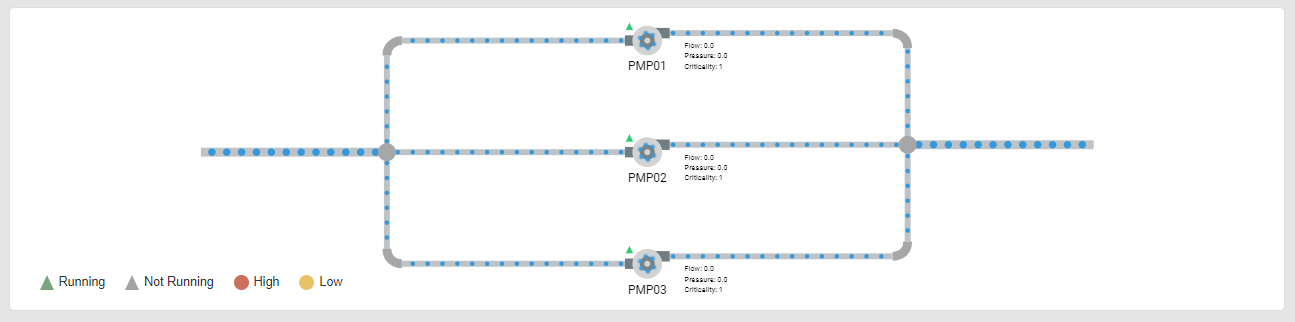 Flow: 0.0
Pressure: 0.0
Criticality: 1
PMP01
Flow: 0.0
Pressure: 0.0
Criticality: 1
PMP02
Flow: 0.0
Pressure: 0.0
Criticality: 1
PMP03
Running
Not Running
High
Low